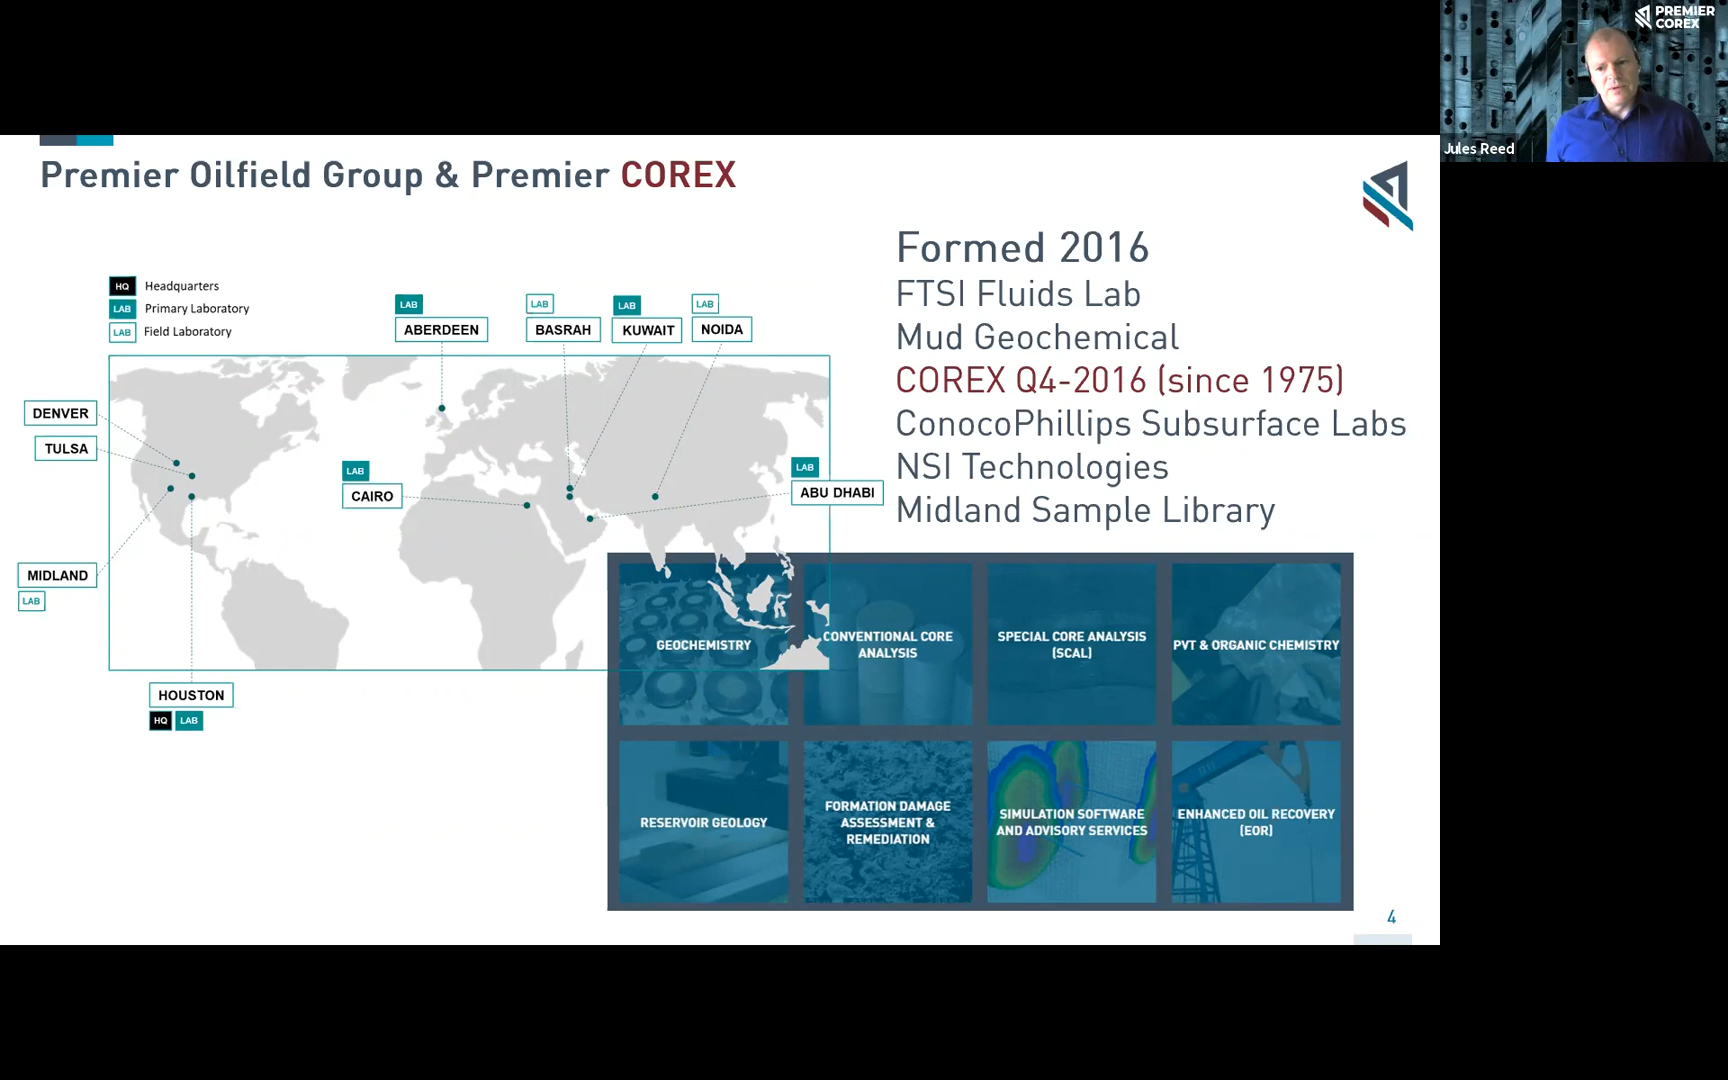 PREMIER
COREX
Jules Reed
Premier Oilfield Group & Premier COREX
HQ Headquarters
LAB Primary Laboratory
LAB Field Laboratory
LAB
ABERDEEN
LAB
BASRAH
LAB
KUWAIT
LAB
NOIDA
DENVER
TULSA
LAB
CAIRO
LAB
ABU DHABI
MIDLAND
LAB
HOUSTON
HQ LAB
Formed 2016
FTSI Fluids Lab
Mud Geochemical
COREX Q4-2016 (since 1975)
ConocoPhillips Subsurface Labs
NSI Technologies
Midland Sample Library
GEOCHEMISTRY
CONVENTIONAL CORE
ANALYSIS
SPECIAL CORE ANALYSIS
(SCAL)
PVT & ORGANIC CHEMISTRY
RESERVOIR GEOLOGY
FORMATION DAMAGE
ASSESSMENT &
REMEDIATION
SIMULATION SOFTWARE
AND ADVISORY SERVICES
ENHANCED OIL RECOVERY
(EOR)
4